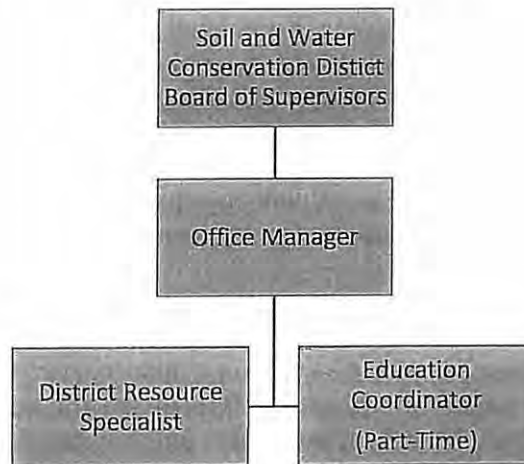 Soil and Water
Conservation Distict
Board of Supervisors
Office Manager
District Resource
Specialist
Education
Coordinator
(Part-Time)